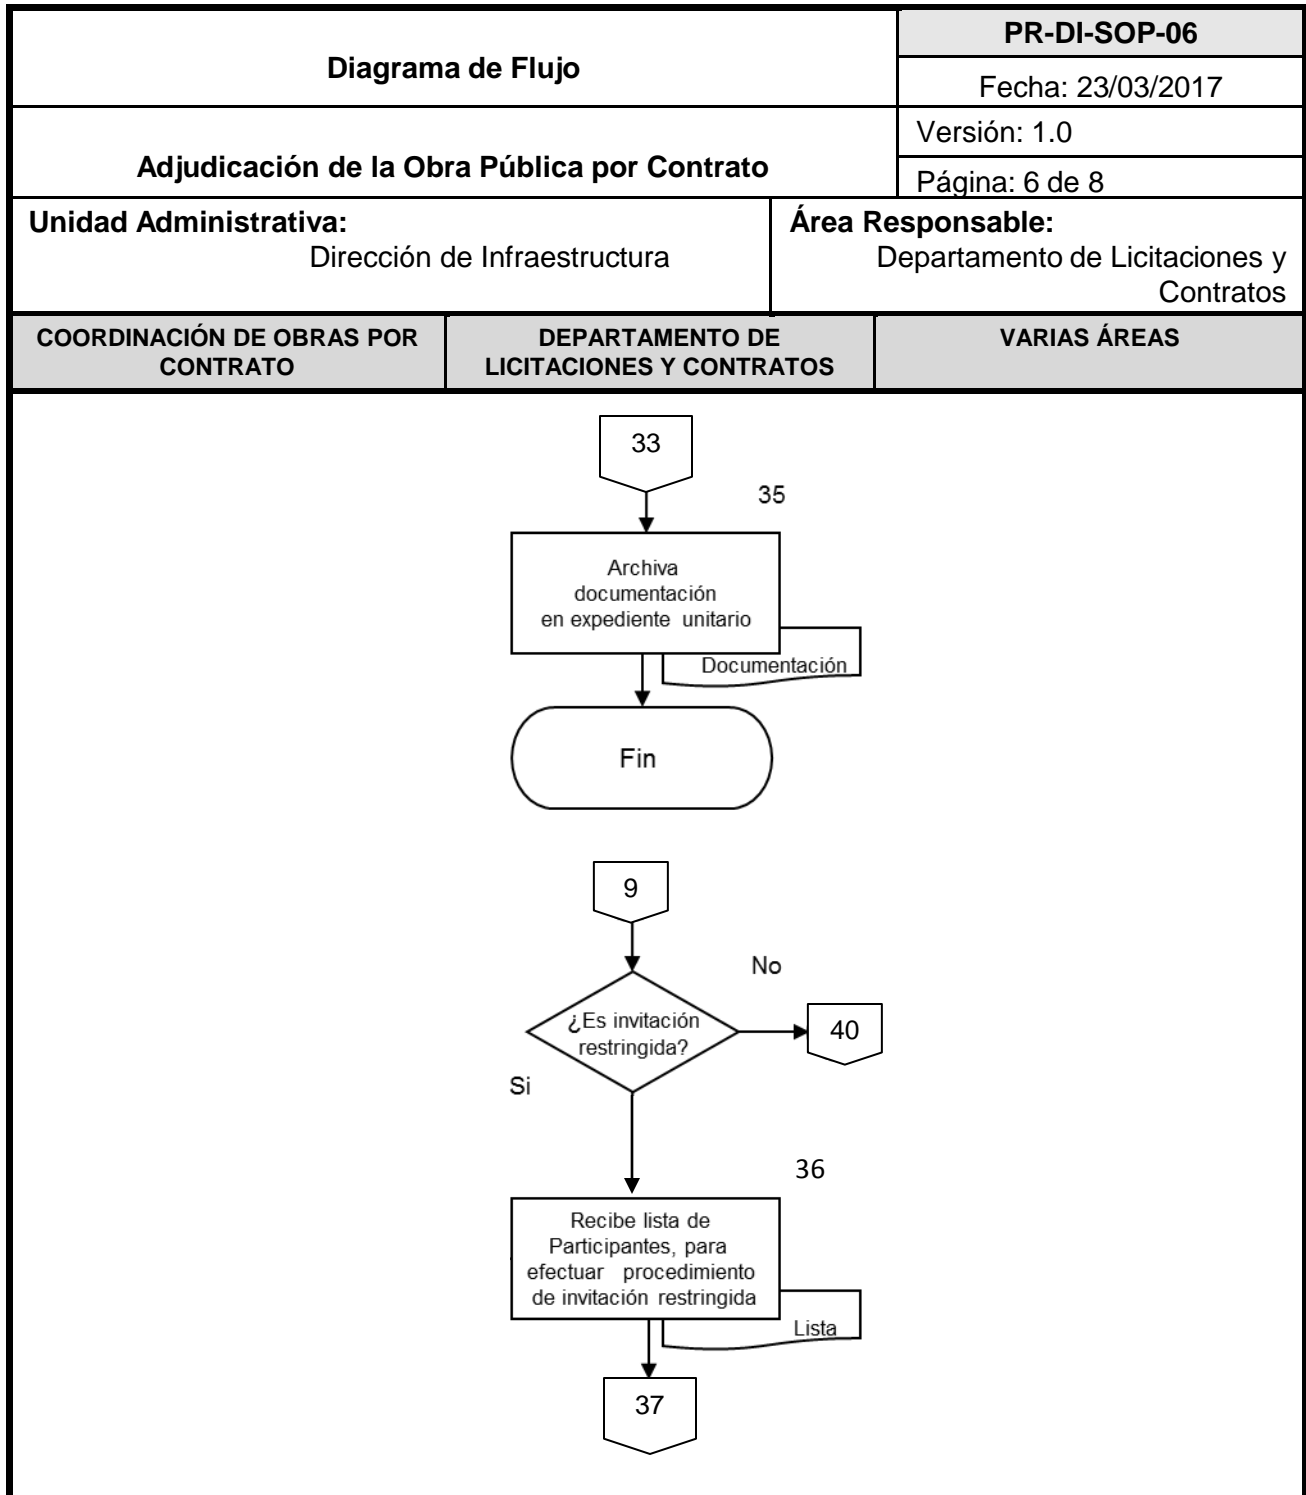 Diagrama de Flujo
PR-DI-SOP-06
Fecha: 23/03/2017
Adjudicación de la Obra Pública por Contrato
Versión: 1.0
Página: 6 de 8
Unidad Administrativa:
Dirección de Infraestructura
Área Responsable:
Departamento de Licitaciones y
Contratos
COORDINACIÓN DE OBRAS POR
CONTRATO
DEPARTAMENTO DE
LICITACIONES Y CONTRATOS
VARIAS ÁREAS
33
35
Archiva
documentación
en expediente unitario
Documentación
Fin
9
No
¿Es invitación
restringida?
40
Si
36
Recibe lista de
Participantes, para
efectuar procedimiento
de invitación restringida
Lista
37